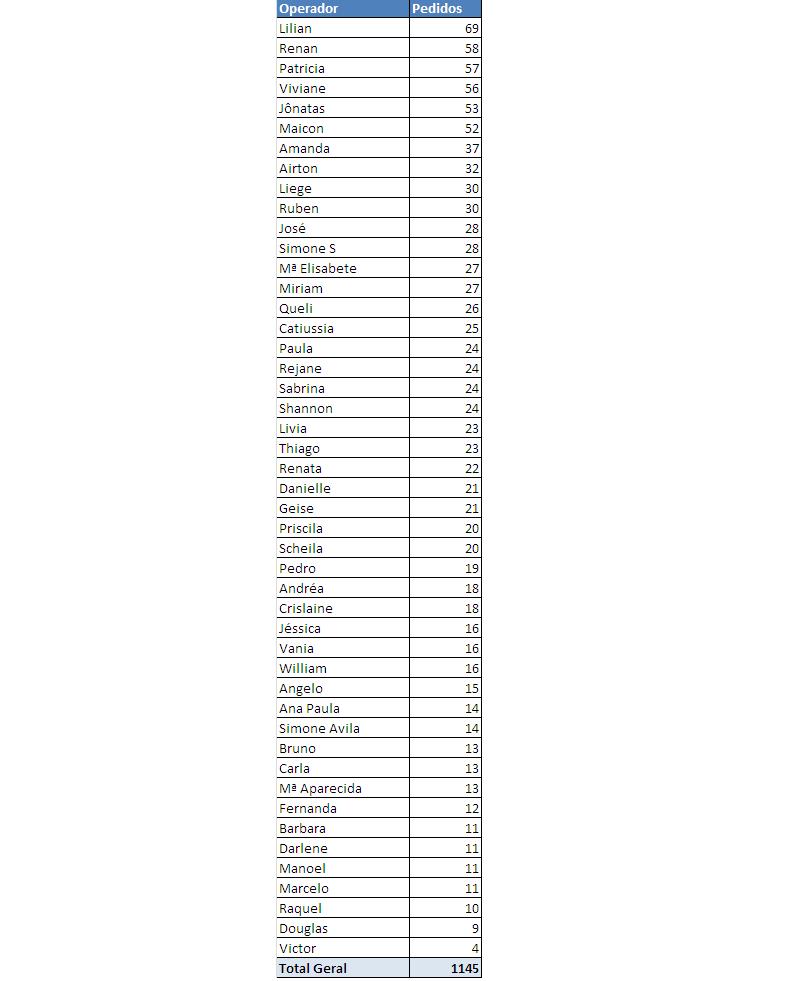 Operador Pedidos
Lilian 69
Renan 58
Patricia 57
Viviane 56
Jônatas 53
Maicon 52
Amanda 37
Airton 32
Liege 30
Ruben 30
José 28
Simone S 28
Mª Elisabete 27
Miriam 27
Queli 26
Catiussia 25
Paula 24
Rejane 24
Sabrina 24
Shannon 24
Livia 23
Thiago 23
Renata 22
Danielle 21
Geise 21
Priscila 20
Scheila 20
Pedro 19
Andréa 18
Crislaine 18
Jéssica 16
Vania 16
William 16
Angelo 15
Ana Paula 14
Simone Avila 14
Bruno 13
Carla 13
Mª Aparecida 13
Fernanda 12
Barbara 11
Darlene 11
Manoel 11
Marcelo 11
Raquel 10
Douglas 9
Victor 4
Total Geral 1145